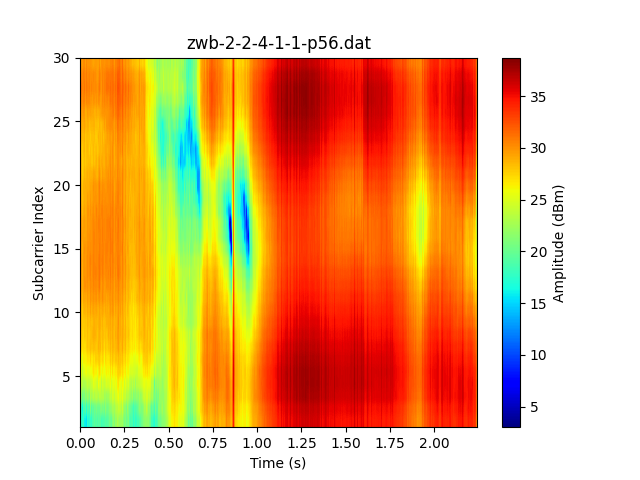 zwb-2-2-4-1-1-p56.dat
30
25
20
15
10
5
Subcarrier Index
0.00 0.25 0.50 0.75 1.00 1.25 1.50 1.75 2.00
Time (s)
35
30
25
20
15
10
5
Amplitude (dBm)